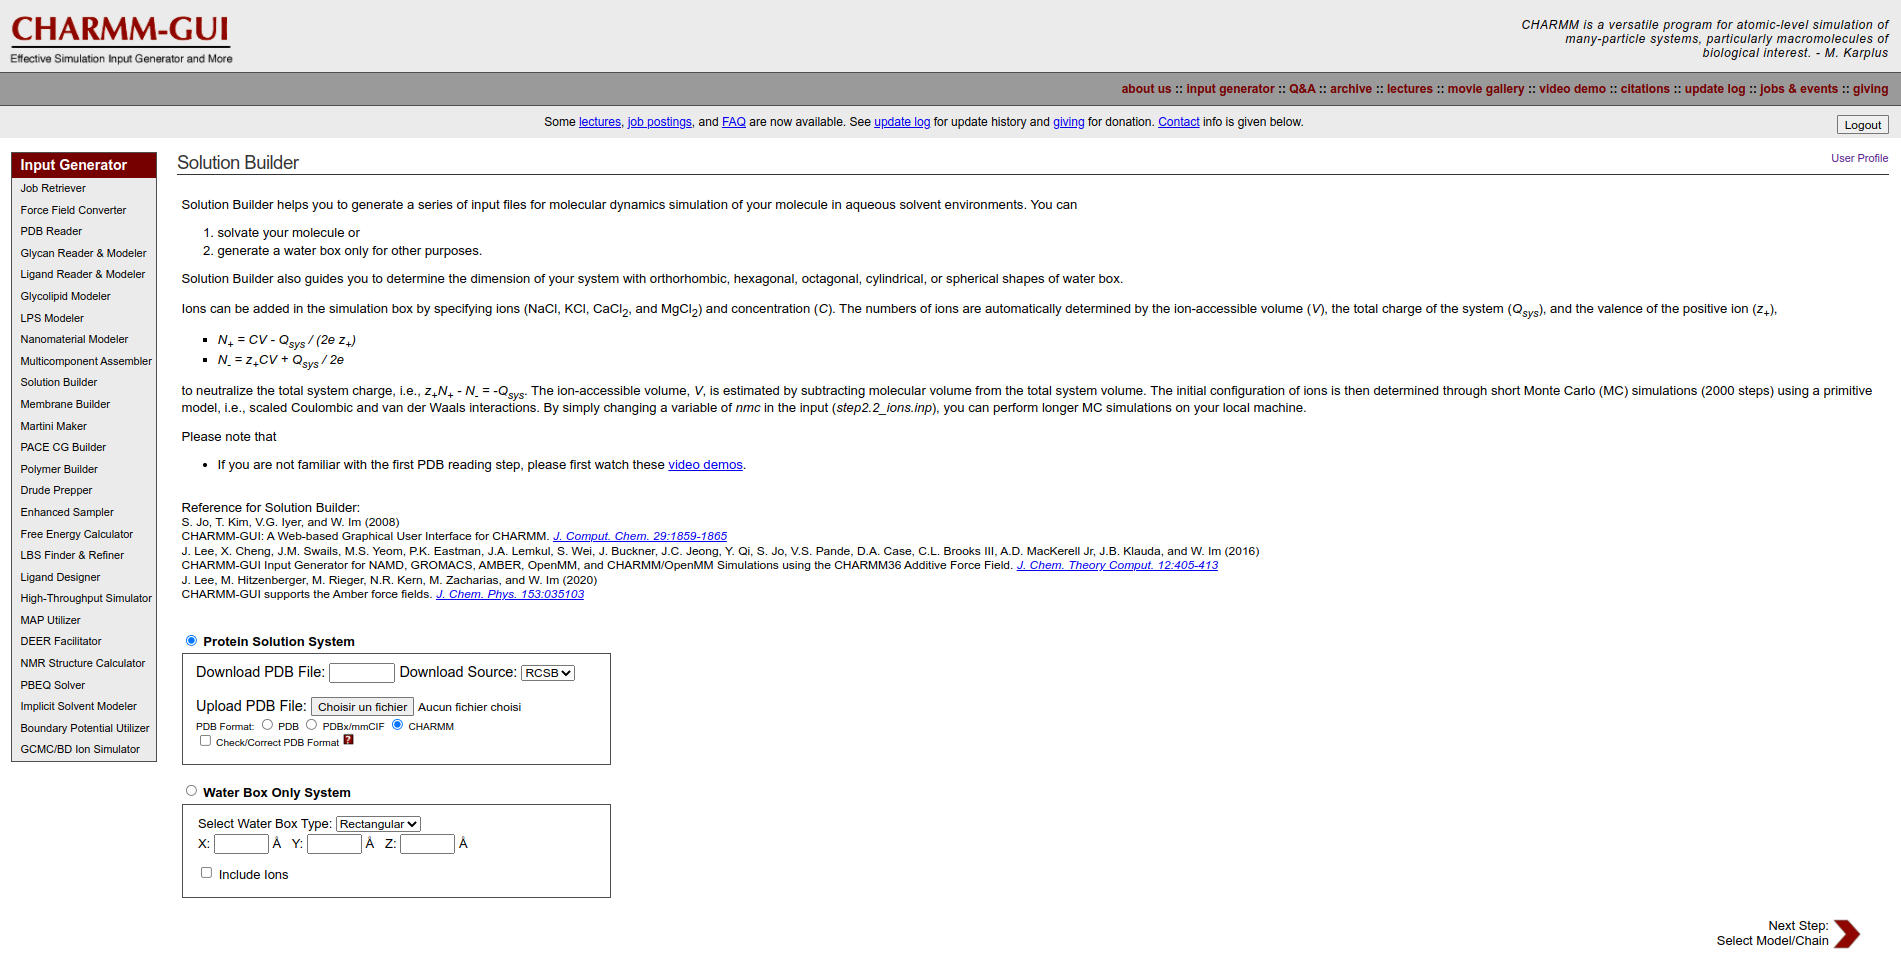 CHARMM-GUI
Effective Simulation Input Generator and More
CHARMM is a versatile program for atomic-level simulation of
many-particle systems, particularly macromolecules of
biological interest. - M. Karplus
about us :: input generator :: Q&A :: archive :: lectures :: movie gallery :: video demo :: citations :: update log :: jobs & events :: giving
Some lectures, job postings, and FAQ are now available. See update log for update history and giving for donation. Contact info is given below.
Logout
Input Generator
Job Retriever
Force Field Converter
PDB Reader
Glycan Reader & Modeler
Ligand Reader & Modeler
Glycolipid Modeler
LPS Modeler
Nanomaterial Modeler
Multicomponent Assembler
Solution Builder
Membrane Builder
Martini Maker
PACE CG Builder
Polymer Builder
Drude Prepper
Enhanced Sampler
Free Energy Calculator
LBS Finder & Refiner
Ligand Designer
High-Throughput Simulator
MAP Utilizer
DEER Facilitator
NMR Structure Calculator
PBEQ Solver
Implicit Solvent Modeler
Boundary Potential Utilizer
GCMC/BD Ion Simulator
Solution Builder
User Profile
Solution Builder helps you to generate a series of input files for molecular dynamics simulation of your molecule in aqueous solvent environments. You can
1. solvate your molecule or
2. generate a water box only for other purposes.
Solution Builder also guides you to determine the dimension of your system with orthorhombic, hexagonal, octagonal, cylindrical, or spherical shapes of water box.
Ions can be added in the simulation box by specifying ions (NaCl, KCl, CaCl2, and MgCl2) and concentration (C). The numbers of ions are automatically determined by the ion-accessible volume (V), the total charge of the system (Qsys), and the valence of the positive ion (z+),
▪ N+ = CV - Qsys / (2e z+)
▪ N- = z+CV + Qsys / 2e
to neutralize the total system charge, i.e., z+N+ - N- = -Qsys. The ion-accessible volume, V, is estimated by subtracting molecular volume from the total system volume. The initial configuration of ions is then determined through short Monte Carlo (MC) simulations (2000 steps) using a primitive
model, i.e., scaled Coulombic and van der Waals interactions. By simply changing a variable of nmc in the input (step2.2_ions.inp), you can perform longer MC simulations on your local machine.
Please note that
• If you are not familiar with the first PDB reading step, please first watch these video demos.
Reference for Solution Builder:
S. Jo, T. Kim, V.G. Iyer, and W. Im (2008)
CHARMM-GUI: A Web-based Graphical User Interface for CHARMM. J. Comput. Chem. 29:1859-1865
J. Lee, X. Cheng, J.M. Swails, M.S. Yeom, P.K. Eastman, J.A. Lemkul, S. Wei, J. Buckner, J.C. Jeong, Y. Qi, S. Jo, V.S. Pande, D.A. Case, C.L. Brooks III, A.D. MacKerell Jr, J.B. Klauda, and W. Im (2016)
CHARMM-GUI Input Generator for NAMD, GROMACS, AMBER, OpenMM, and CHARMM/OpenMM Simulations using the CHARMM36 Additive Force Field. J. Chem. Theory Comput. 12:405-413
J. Lee, M. Hitzenberger, M. Rieger, N.R. Kern, M. Zacharias, and W. Im (2020)
CHARMM-GUI supports the Amber force fields. J. Chem. Phys. 153:035103
Protein Solution System
Download PDB File: Download Source: RCSB
Upload PDB File: Choisir un fichier Aucun fichier choisi
PDB Format: PDB PDBx/mmCIF CHARMM
Check/Correct PDB Format ?
Water Box Only System
Select Water Box Type: Rectangular
X: Å Y: Å Z: Å
Include Ions
Next Step:
Select Model/Chain